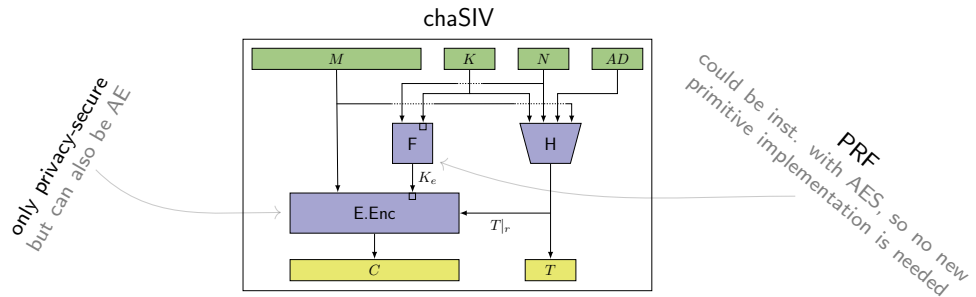 chaSIV
M
K
N
AD
only privacy-secure
but can also be AE
PRF
could be inst. with AES, so no new
primitive implementation is needed
F
H
K_e
E.Enc
T|_r
C
T